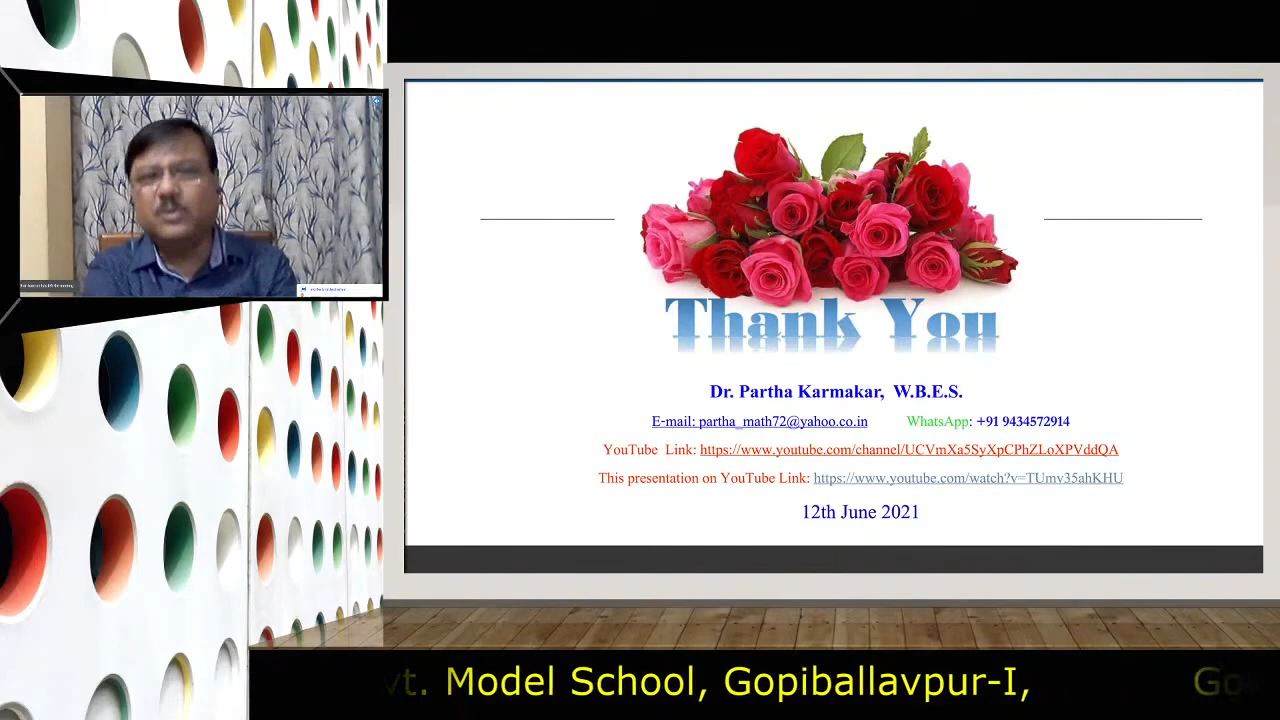 Thank You
Dr. Partha Karmakar, W.B.E.S.
E-mail: partha_math72@yahoo.co.in WhatsApp: +91 9434572914
YouTube Link: https://www.youtube.com/channel/UCVmXa5SyXpCPhZLoXPVddQA
This presentation on YouTube Link: https://www.youtube.com/watch?v=TUmv35ahKHU
12th June 2021
vt. Model School, Gopiballavpur-I, Go